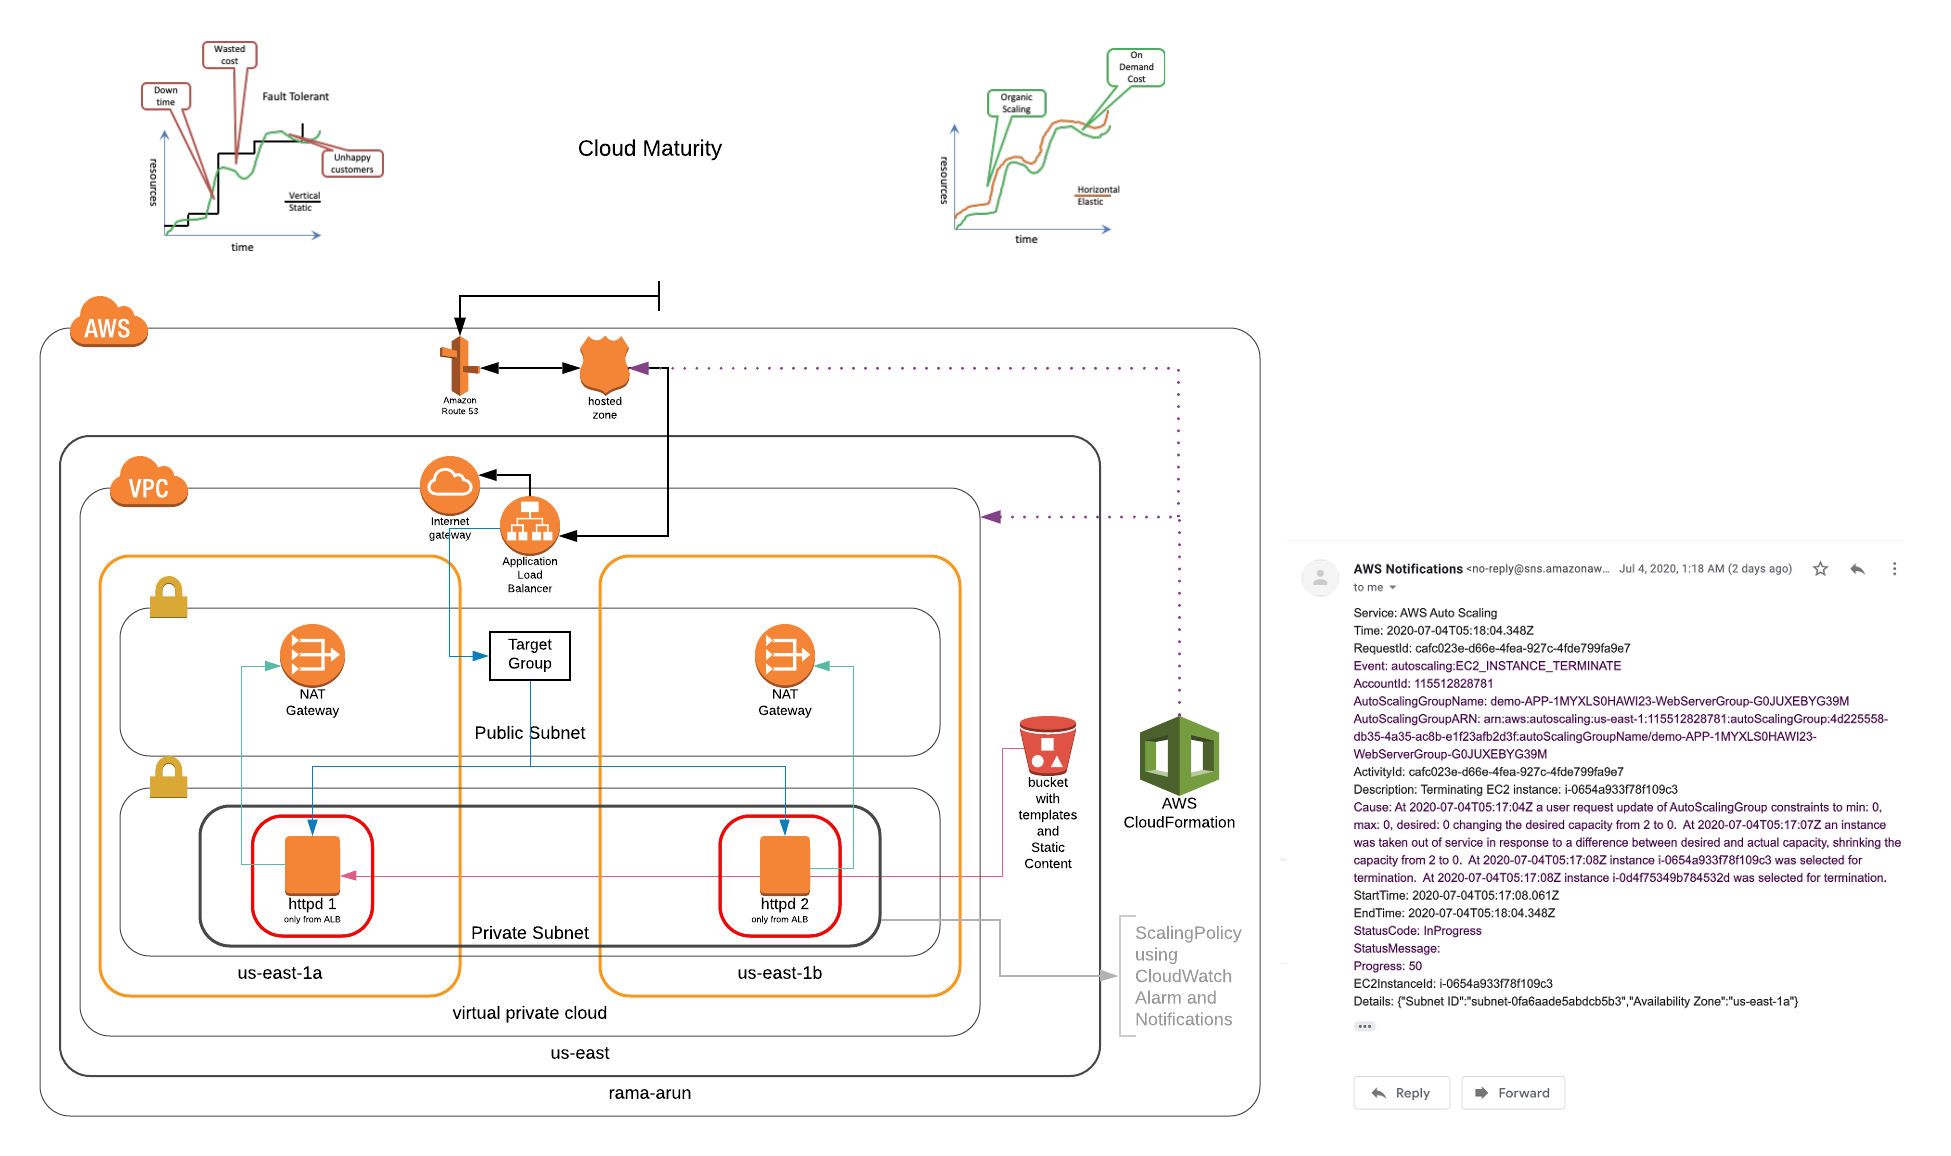 Wasted
cost
Down
time
Fault Tolerant
Unhappy
customers
resources
Vertical
Static
time
Cloud Maturity
On
Demand
Cost
Organic
Scaling
resources
Horizontal
Elastic
time
AWS
Amazon
Route 53
hosted
zone
VPC
Internet
gateway
Application
Load
Balancer
Target
Group
NAT
Gateway
NAT
Gateway
Public Subnet
bucket
with
templates
and
Static
Content
AWS
CloudFormation
httpd 1
only from ALB
httpd 2
only from ALB
Private Subnet
us-east-1a
us-east-1b
virtual private cloud
us-east
rama-arun
ScalingPolicy
using
CloudWatch
Alarm and
Notifications
AWS Notifications <no-reply@sns.amazonaw... Jul 4, 2020, 1:18 AM (2 days ago)
to me
Service: AWS Auto Scaling
Time: 2020-07-04T05:18:04.348Z
RequestId: cafc023e-d66e-4fea-927c-4fde799fa9e7
Event: autoscaling:EC2_INSTANCE_TERMINATE
AccountId: 115512828781
AutoScalingGroupName: demo-APP-1MYXLS0HAWI23-WebServerGroup-G0JUXEBYG39M
AutoScalingGroupARN: arn:aws:autoscaling:us-east-1:115512828781:autoScalingGroup:4d225558-
db35-4a35-ac8b-e1f23afb2d3f:autoScalingGroupName/demo-APP-1MYXLS0HAWI23-
WebServerGroup-G0JUXEBYG39M
ActivityId: cafc023e-d66e-4fea-927c-4fde799fa9e7
Description: Terminating EC2 instance: i-0654a933f78f109c3
Cause: At 2020-07-04T05:17:04Z a user request update of AutoScalingGroup constraints to min: 0,
max: 0, desired: 0 changing the desired capacity from 2 to 0. At 2020-07-04T05:17:07Z an instance
was taken out of service in response to a difference between desired and actual capacity, shrinking the
capacity from 2 to 0. At 2020-07-04T05:17:08Z instance i-0654a933f78f109c3 was selected for
termination. At 2020-07-04T05:17:08Z instance i-0d4f75349b784532d was selected for termination.
StartTime: 2020-07-04T05:17:08.061Z
EndTime: 2020-07-04T05:18:04.348Z
StatusCode: InProgress
StatusMessage:
Progress: 50
EC2InstanceId: i-0654a933f78f109c3
Details: {"Subnet ID":"subnet-0fa6aade5abdcb5b3","Availability Zone":"us-east-1a"}
Reply
Forward